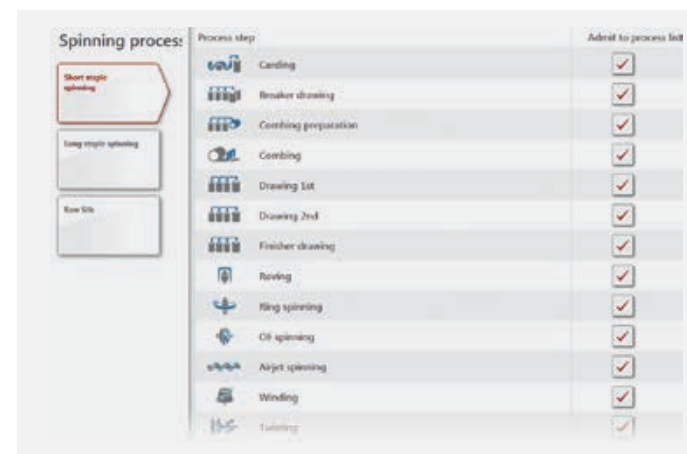 Spinning process
Process step
Admit to process list
Short staple
spinning
Long staple spinning
Raw Silk
Carding
Breaker drawing
Combing preparation
Combing
Drawing 1st
Drawing 2nd
Finisher drawing
Roving
Ring spinning
OE spinning
Airjet spinning
Winding
Twisting